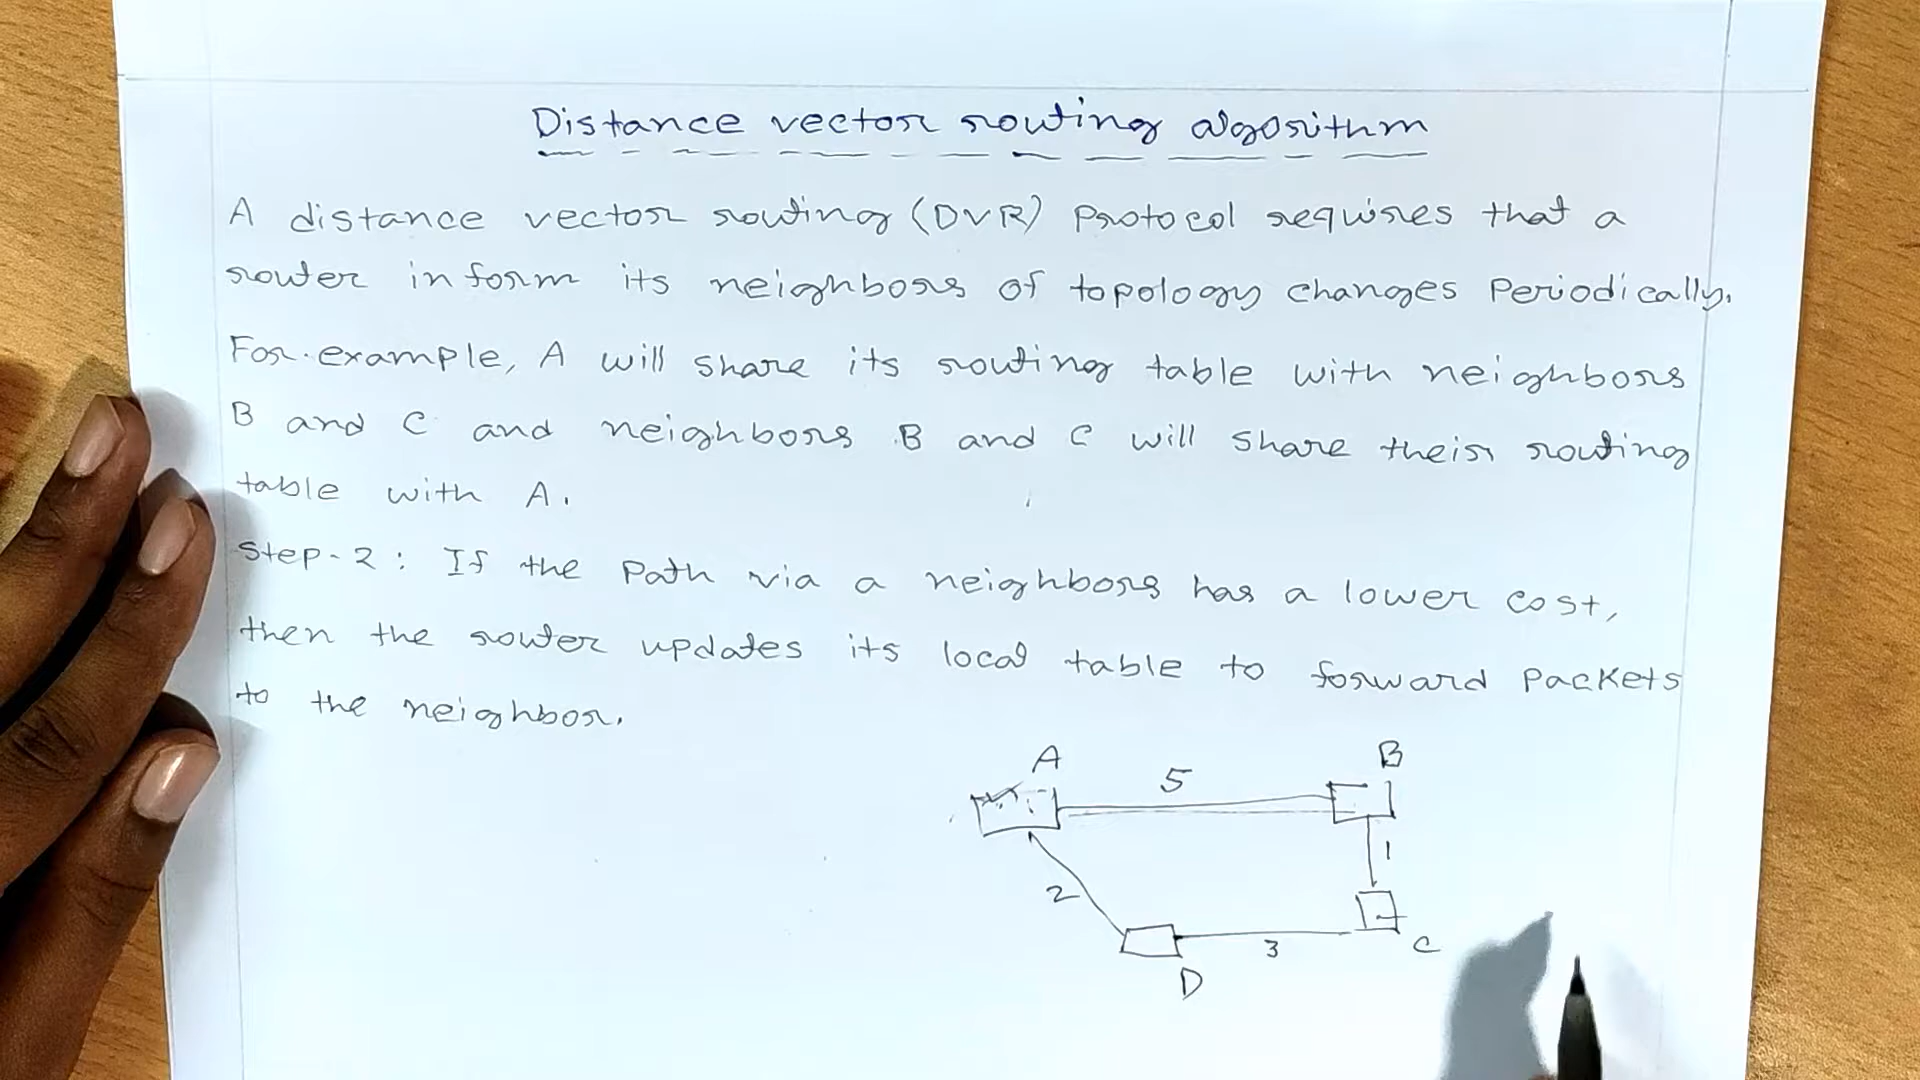 Distance vector routing algorithm
A distance vector routing (DVR) Protocol requires that a
router inform its neighbors of topology changes Periodically.
For example, A will share its routing table with neighbors
B and C and neighbors B and C will share their routing
table with A.
Step-2: If the Path via a neighbors has a lower cost,
then the router updates its local table to forward Packets
to the neighbor.
A B
5
1
2
3 C
D